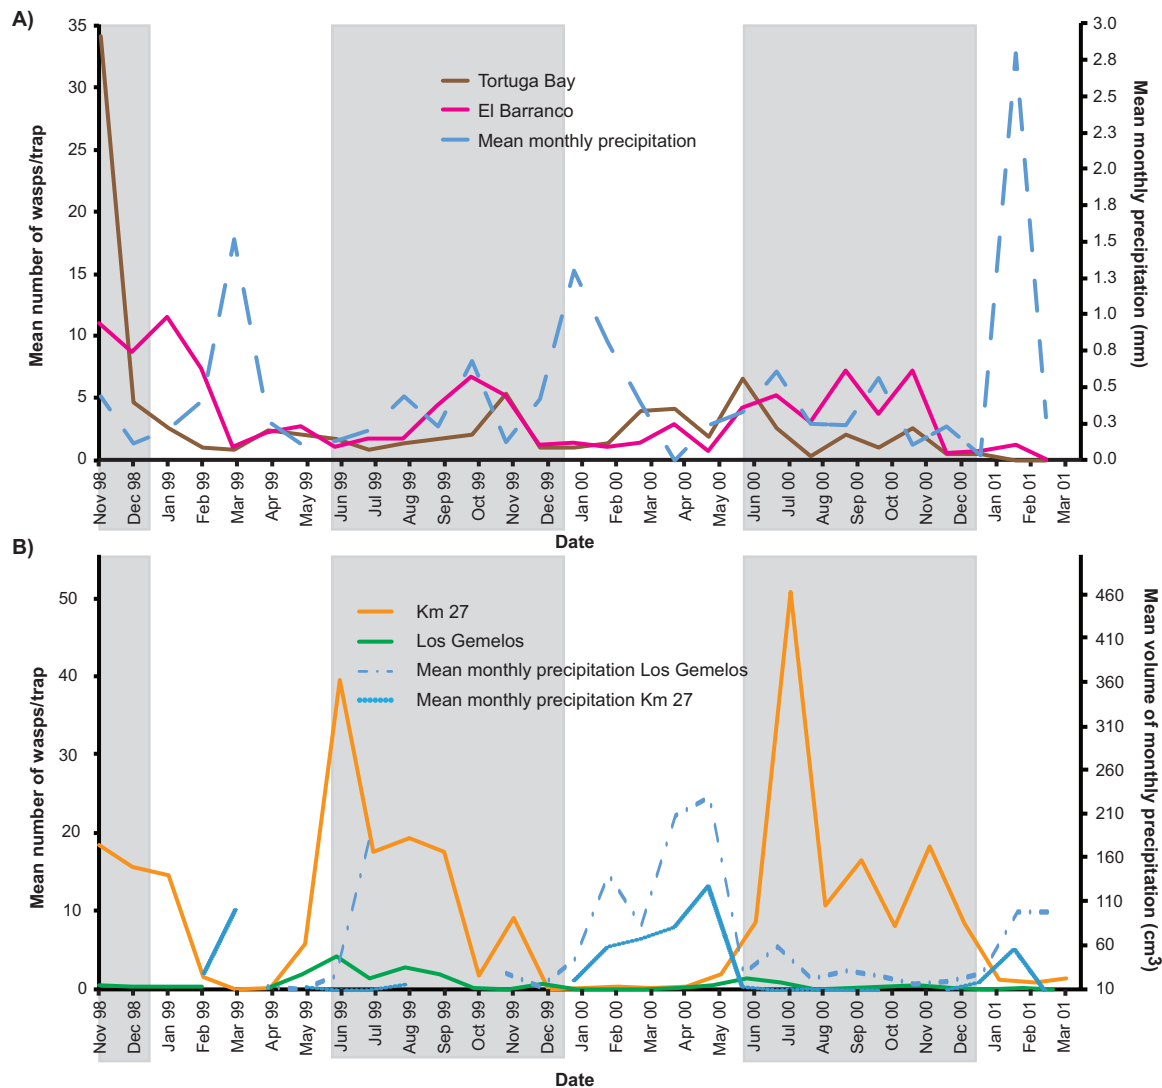 A)
35
30
25
20
15
10
5
0
Mean number of wasps/trap
Tortuga Bay
El Barranco
Mean monthly precipitation
3.0
2.8
2.5
2.3
2.0
1.8
1.5
1.3
1.0
0.8
0.5
0.3
0.0
Mean monthly precipitation (mm)
Nov 98
Dec 98
Jan 99
Feb 99
Mar 99
Apr 99
May 99
Jun 99
Jul 99
Aug 99
Sep 99
Oct 99
Nov 99
Dec 99
Jan 00
Feb 00
Mar 00
Apr 00
May 00
Jun 00
Jul 00
Aug 00
Sep 00
Oct 00
Nov 00
Dec 00
Jan 01
Feb 01
Mar 01
Date
B)
50
40
30
20
10
0
Mean number of wasps/trap
Km 27
Los Gemelos
Mean monthly precipitation Los Gemelos
Mean monthly precipitation Km 27
460
410
360
310
260
210
160
110
60
10
Mean volume of monthly precipitation (cm3)
Nov 98
Dec 98
Jan 99
Feb 99
Mar 99
Apr 99
May 99
Jun 99
Jul 99
Aug 99
Sep 99
Oct 99
Nov 99
Dec 99
Jan 00
Feb 00
Mar 00
Apr 00
May 00
Jun 00
Jul 00
Aug 00
Sep 00
Oct 00
Nov 00
Dec 00
Jan 01
Feb 01
Mar 01
Date